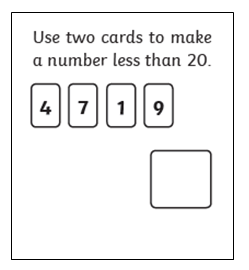 Use two cards to make
a number less than 20.
4 7 1 9